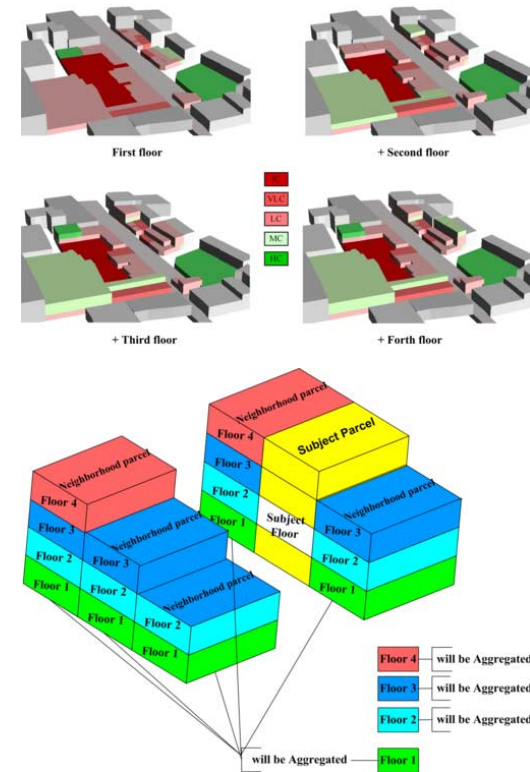 First floor
+ Second floor
VLC
LC
MC
HC
+ Third floor
+ Forth floor
Neighborhood parcel
Floor 4
Subject Parcel
Floor 3
Floor 2
Floor 1
Subject
Floor
Neighborhood parcel
Floor 3
Floor 2
Floor 1
Neighborhood parcel
Floor 4
Floor 3
Floor 2
Floor 1
Neighborhood parcel
Floor 3
Floor 2
Floor 1
Neighborhood parcel
Floor 2
Floor 1
Floor 4 will be Aggregated
Floor 3 will be Aggregated
Floor 2 will be Aggregated
will be Aggregated Floor 1